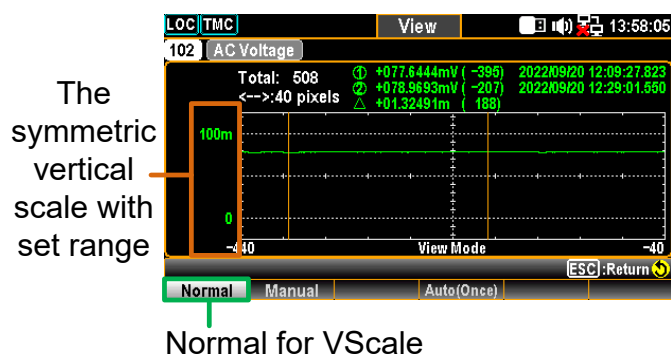 LOC TMC View 13:58:05
102 AC Voltage
Total: 508
<-->:40 pixels
① +077.6444mV ( -395) 2022/09/20 12:09:27.823
② +078.9693mV ( -207) 2022/09/20 12:29:01.550
△ +01.32491m ( 188)
The
symmetric
vertical
scale with
set range
100m
0
-440 View Mode -40
ESC :Return
Normal Manual Auto(Once)
Normal for VScale